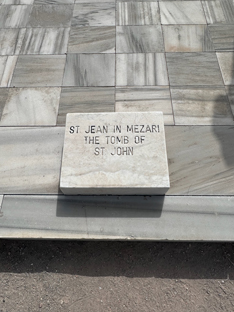 ST. JEAN IN MEZARI
THE TOMB OF
ST JOHN